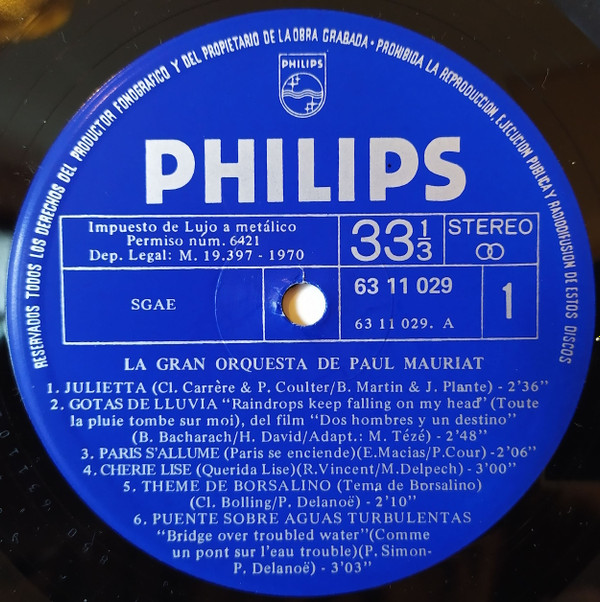 RESERVADOS TODOS LOS DERECHOS DEL PRODUCTOR FONOGRAFICO Y DEL PROPIETARIO DE LA OBRA GRABADA · PROHIBIDA LA REPRODUCCION, EJECUCION PUBLICA Y RADIODIFUSION DE ESTOS DISCOS
PHILIPS
PHILIPS
Impuesto de Lujo a metálico
Permiso núm. 6421
Dep. Legal: M. 19.397 - 1970
33 1/3
STEREO
SGAE
63 11 029
63 11 029. A
1
LA GRAN ORQUESTA DE PAUL MAURIAT
1. JULIETTA (Cl. Carrère & P. Coulter/B. Martin & J. Plante) - 2'36"
2. GOTAS DE LLUVIA "Raindrops keep falling on my head" (Toute
la pluie tombe sur moi), del film "Dos hombres y un destino"
(B. Bacharach/H. David/Adapt.: M. Tézé) - 2'48"
3. PARIS S'ALLUME (Paris se enciende)(E.Macias/P.Cour) - 2'06"
4. CHERIE LISE (Querida Lise)(R.Vincent/M.Delpech) - 3'00"
5. THEME DE BORSALINO (Tema de Borsalino)
(Cl. Bolling/P. Delanoë) - 2'10"
6. PUENTE SOBRE AGUAS TURBULENTAS
"Bridge over troubled water"(Comme
un pont sur l'eau trouble)(P. Simon-
P. Delanoë) - 3'03"